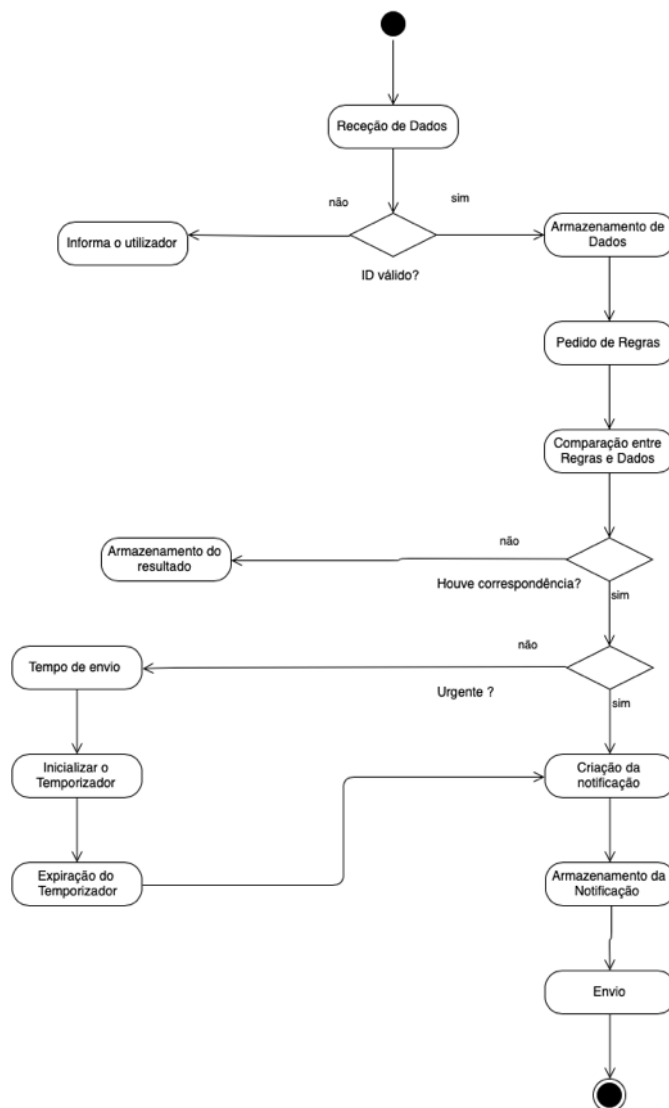 Receção de Dados
não
sim
Informa o utilizador
Armazenamento de
Dados
ID válido?
Pedido de Regras
Comparação entre
Regras e Dados
não
Armazenamento do
resultado
Houve correspondência?
sim
não
Tempo de envio
Urgente ?
sim
Inicializar o
Temporizador
Criação da
notificação
Expiração do
Temporizador
Armazenamento da
Notificação
Envio